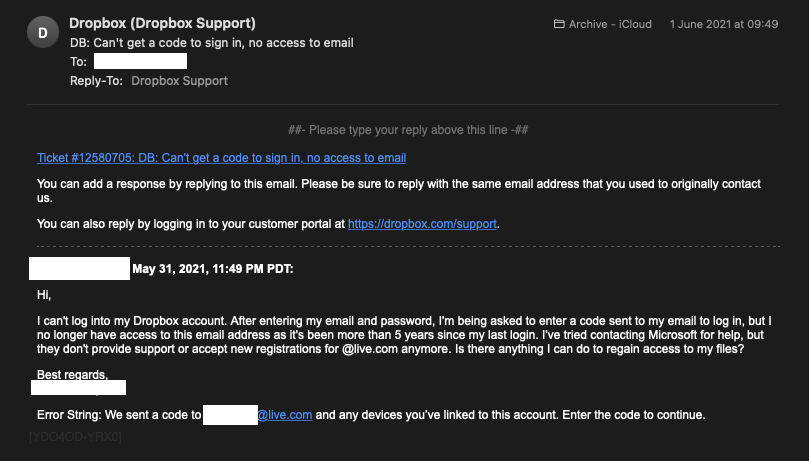 D
Dropbox (Dropbox Support)
Archive - iCloud 1 June 2021 at 09:49
DB: Can't get a code to sign in, no access to email
To:
Reply-To: Dropbox Support
##- Please type your reply above this line -##
Ticket #12580705: DB: Can't get a code to sign in, no access to email
You can add a response by replying to this email. Please be sure to reply with the same email address that you used to originally contact
us.
You can also reply by logging in to your customer portal at https://dropbox.com/support.
May 31, 2021, 11:49 PM PDT:
Hi,
I can't log into my Dropbox account. After entering my email and password, I'm being asked to enter a code sent to my email to log in, but I
no longer have access to this email address as it's been more than 5 years since my last login. I've tried contacting Microsoft for help, but
they don't provide support or accept new registrations for @live.com anymore. Is there anything I can do to regain access to my files?
Best regards,
Error String: We sent a code to @live.com and any devices you've linked to this account. Enter the code to continue.
[YDO4OD-YRX0]